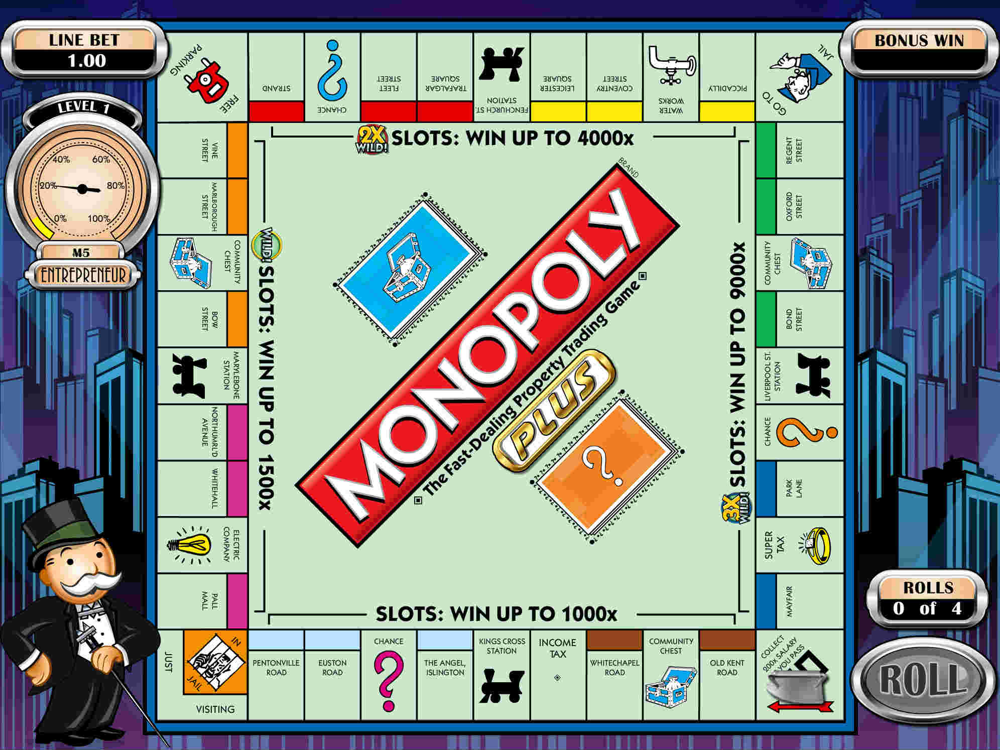 LINE BET
1.00
BONUS WIN
LEVEL 1
40%
60%
20%
80%
0%
100%
M5
ENTREPRENEUR
FREE
PARKING
STRAND
CHANCE
FLEET
STREET
TRAFALGAR
SQUARE
FENCHURCH ST.
STATION
LEICESTER
SQUARE
COVENTRY
STREET
WATER
WORKS
PICCADILLY
GO TO
JAIL
2X
WILD!
SLOTS: WIN UP TO 4000x
VINE
STREET
MARLBOROUGH
STREET
COMMUNITY
CHEST
BOW
STREET
MARYLEBONE
STATION
NORTHUMRL'D
AVENUE
WHITEHALL
ELECTRIC
COMPANY
PALL
MALL
WILD!
SLOTS: WIN UP TO 1500x
BRAND
MONOPOLY
The Fast-Dealing Property Trading Game
PLUS
?
SLOTS: WIN UP TO 9000x
3X
WILD!
REGENT
STREET
OXFORD
STREET
COMMUNITY
CHEST
BOND
STREET
LIVERPOOL ST.
STATION
CHANCE
PARK
LANE
SUPER
TAX
MAYFAIR
SLOTS: WIN UP TO 1000x
JUST
IN
JAIL
VISITING
PENTONVILLE
ROAD
EUSTON
ROAD
CHANCE
THE ANGEL,
ISLINGTON
KINGS CROSS
STATION
INCOME
TAX
WHITECHAPEL
ROAD
COMMUNITY
CHEST
OLD KENT
ROAD
COLLECT
200x SALARY
YOU PASS
ROLLS
0 of 4
ROLL